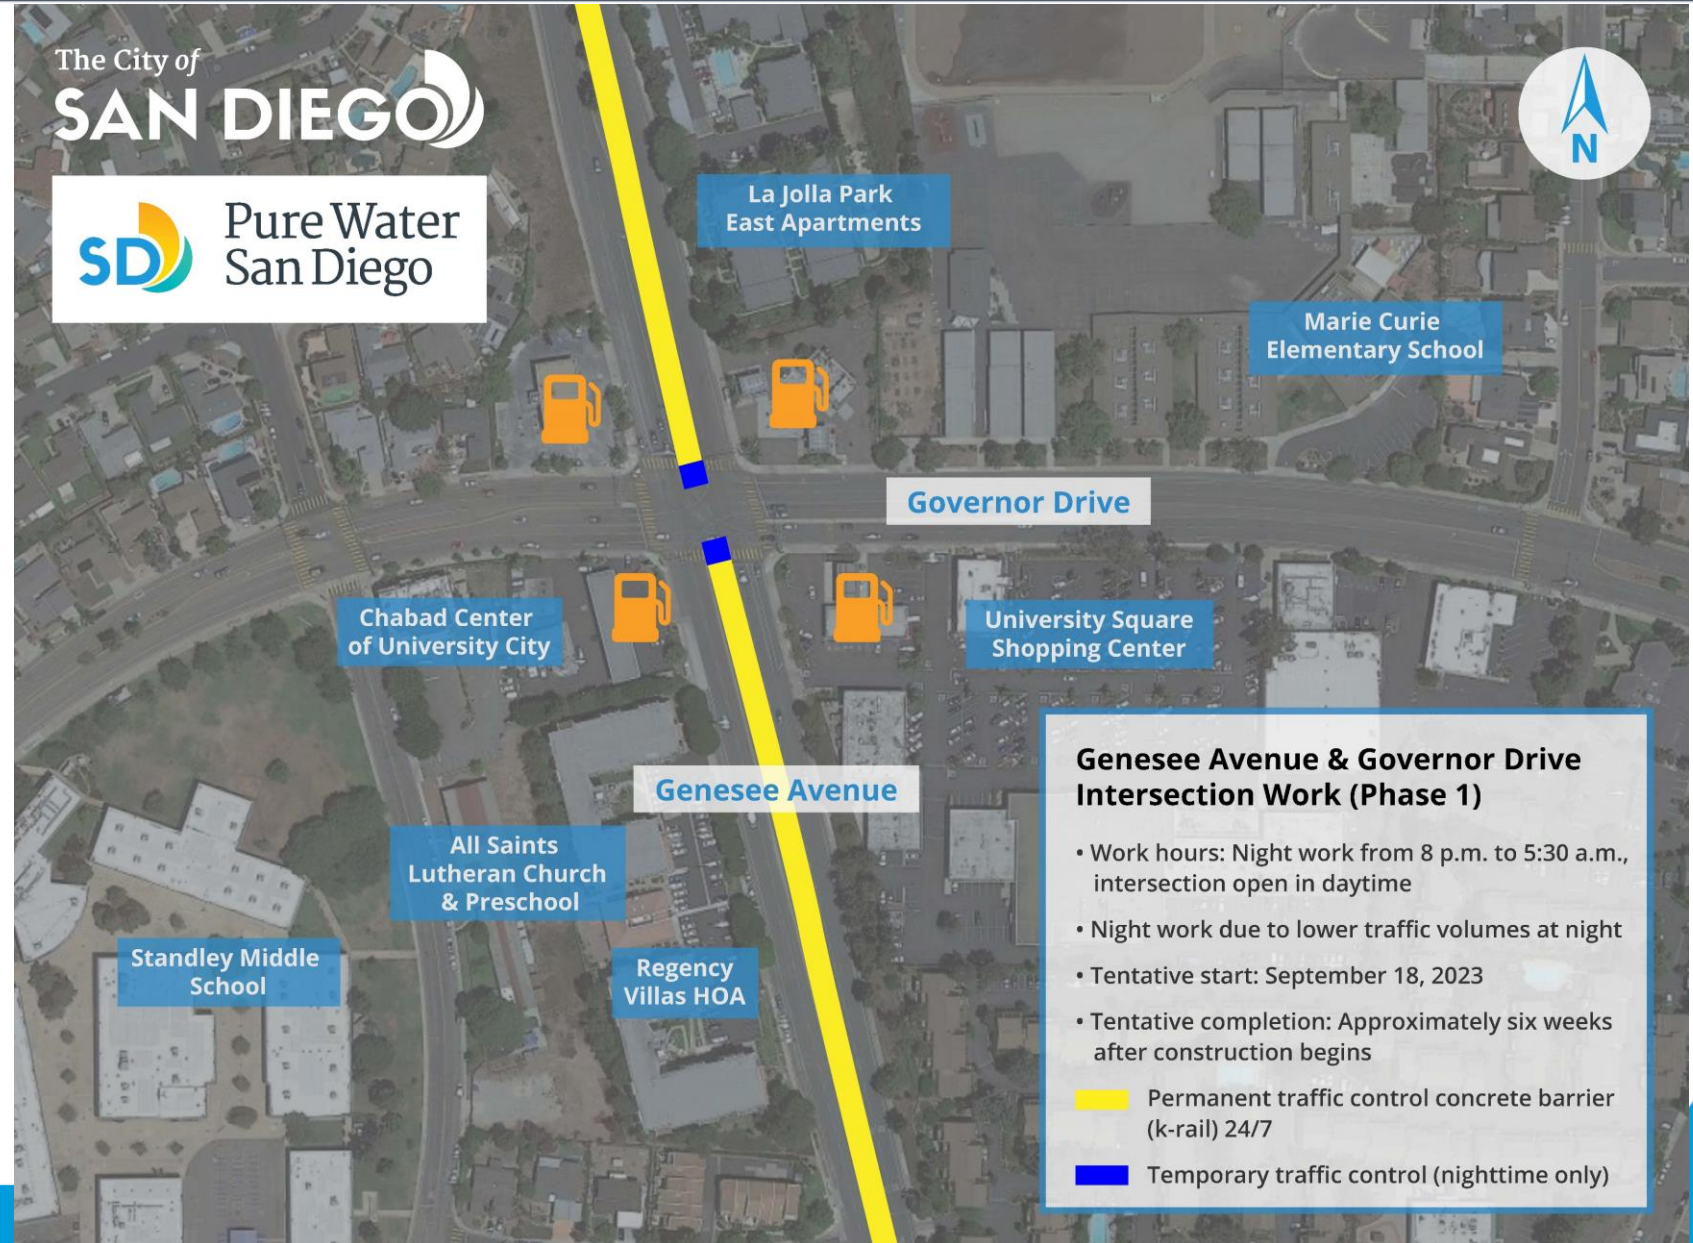 The City of
SAN DIEGO
SD
Pure Water
San Diego
N
La Jolla Park
East Apartments
Marie Curie
Elementary School
Governor Drive
Chabad Center
of University City
University Square
Shopping Center
Genesee Avenue
All Saints
Lutheran Church
& Preschool
Standley Middle
School
Regency
Villas HOA
Genesee Avenue & Governor Drive
Intersection Work (Phase 1)
• Work hours: Night work from 8 p.m. to 5:30 a.m.,
intersection open in daytime
• Night work due to lower traffic volumes at night
• Tentative start: September 18, 2023
• Tentative completion: Approximately six weeks
after construction begins
Permanent traffic control concrete barrier
(k-rail) 24/7
Temporary traffic control (nighttime only)